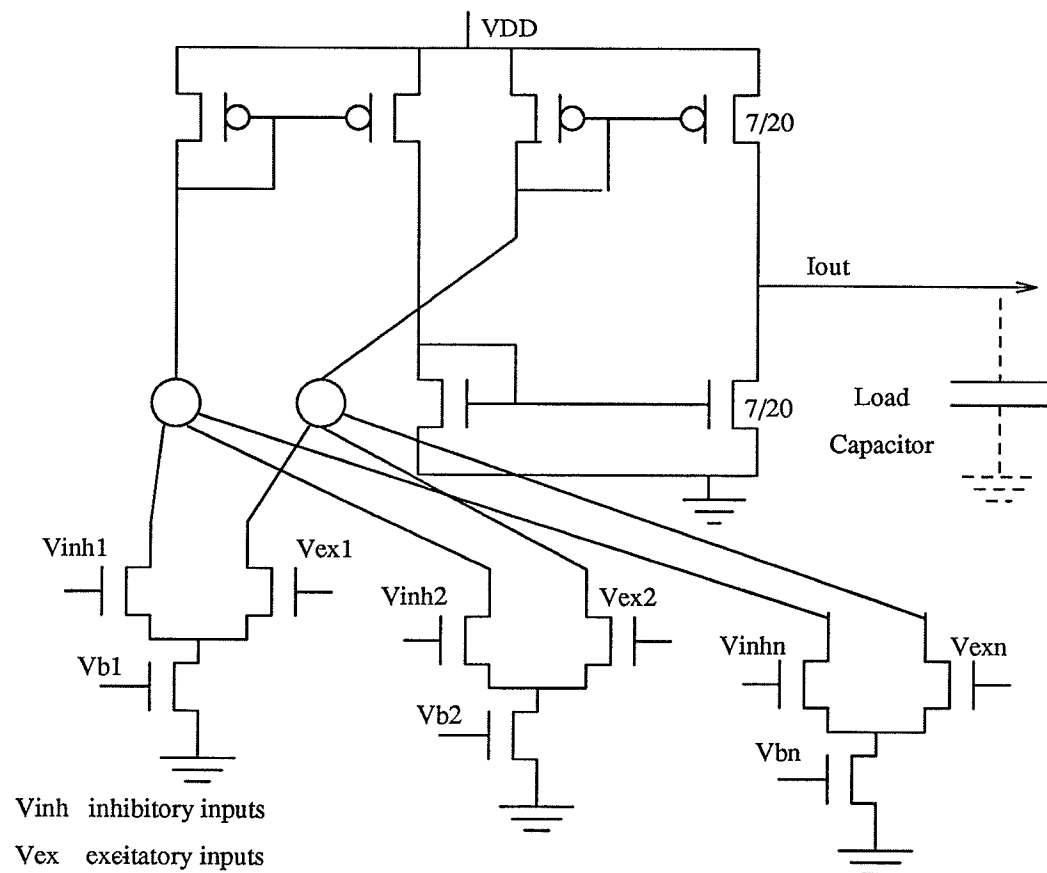 VDD
7/20
Iout
7/20
Load
Capacitor
Vinh1
Vex1
Vinh2
Vex2
Vinhn
Vexn
Vb1
Vb2
Vbn
Vinh inhibitory inputs
Vex excitatory inputs